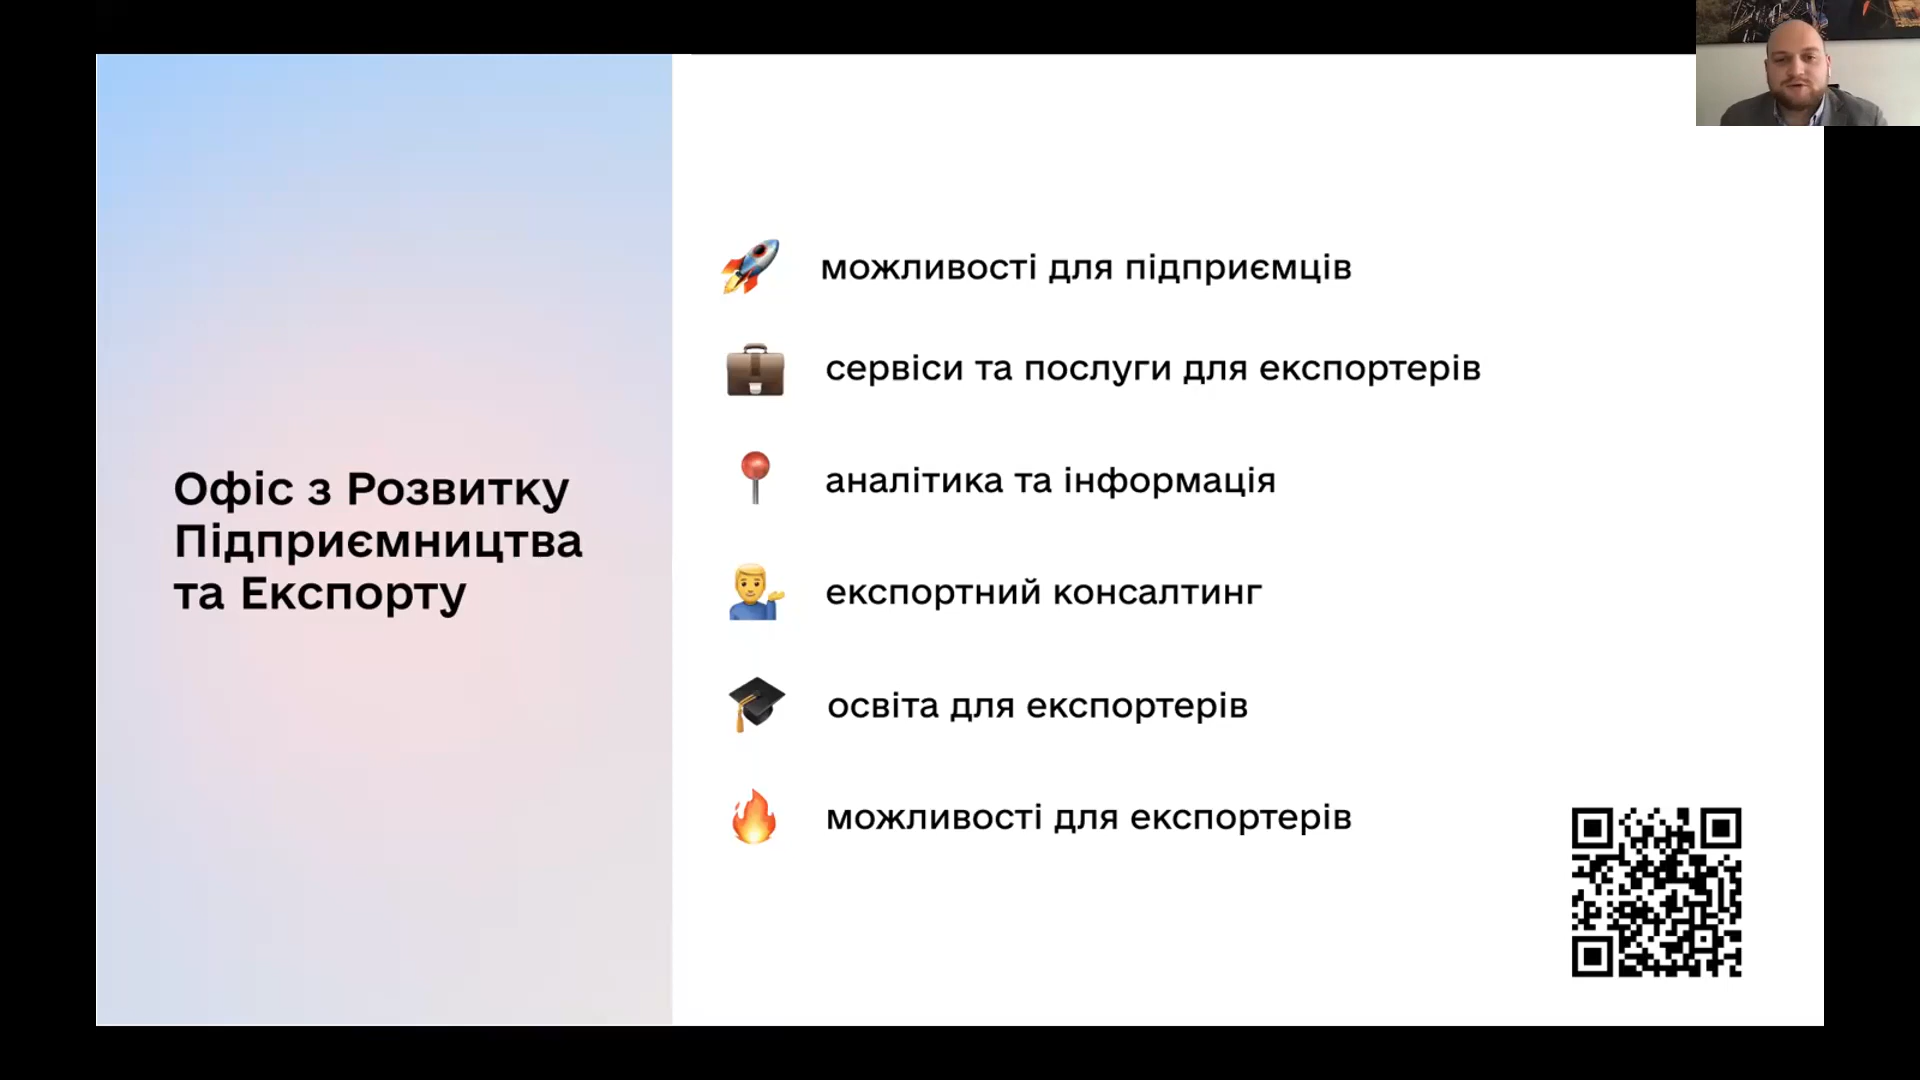 Офіс з Розвитку
Підприємництва
та Експорту
можливості для підприємців
сервіси та послуги для експортерів
аналітика та інформація
експортний консалтинг
освіта для експортерів
можливості для експортерів